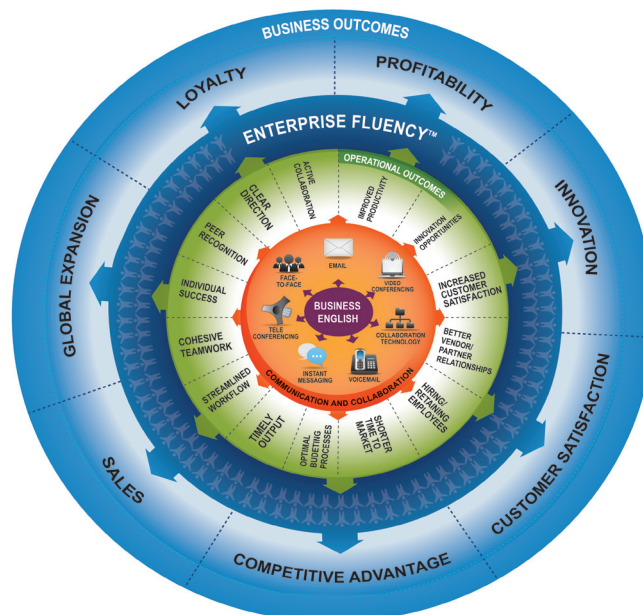 BUSINESS OUTCOMES
PROFITABILITY
INNOVATION
CUSTOMER SATISFACTION
COMPETITIVE ADVANTAGE
SALES
GLOBAL EXPANSION
LOYALTY
ENTERPRISE FLUENCY™
OPERATIONAL OUTCOMES
IMPROVED
PRODUCTIVITY
INNOVATION
OPPORTUNITIES
INCREASED
CUSTOMER
SATISFACTION
BETTER
VENDOR/
PARTNER
RELATIONSHIPS
HIRING/
RETAINING
EMPLOYEES
SHORTER
TIME TO
MARKET
OPTIMAL
BUDETING
PROCESSES
TIMELY
OUTPUT
STREAMLINED
WORKFLOW
COHESIVE
TEAMWORK
INDIVIDUAL
SUCCESS
PEER
RECOGNITION
CLEAR
DIRECTION
ACTIVE
COLLABORATION
EMAIL
VIDEO
CONFERENCING
COLLABORATION
TECHNOLOGY
VOICEMAIL
INSTANT
MESSAGING
TELE
CONFERENCING
FACE-
TO-FACE
BUSINESS
ENGLISH
COMMUNICATION AND COLLABORATION